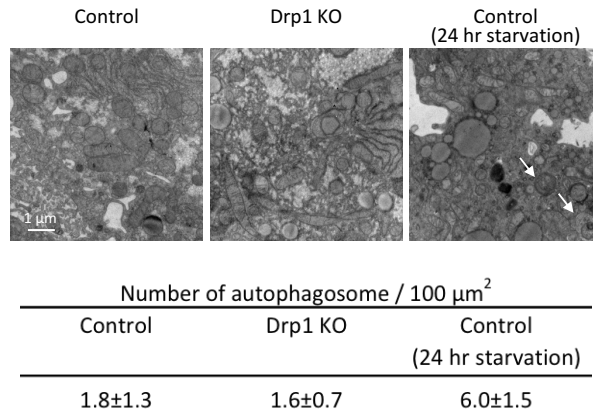 Control
Drp1 KO
Control
(24 hr starvation)
1 µm
Number of autophagosome / 100 µm²
Control
Drp1 KO
Control
(24 hr starvation)
1.8±1.3
1.6±0.7
6.0±1.5